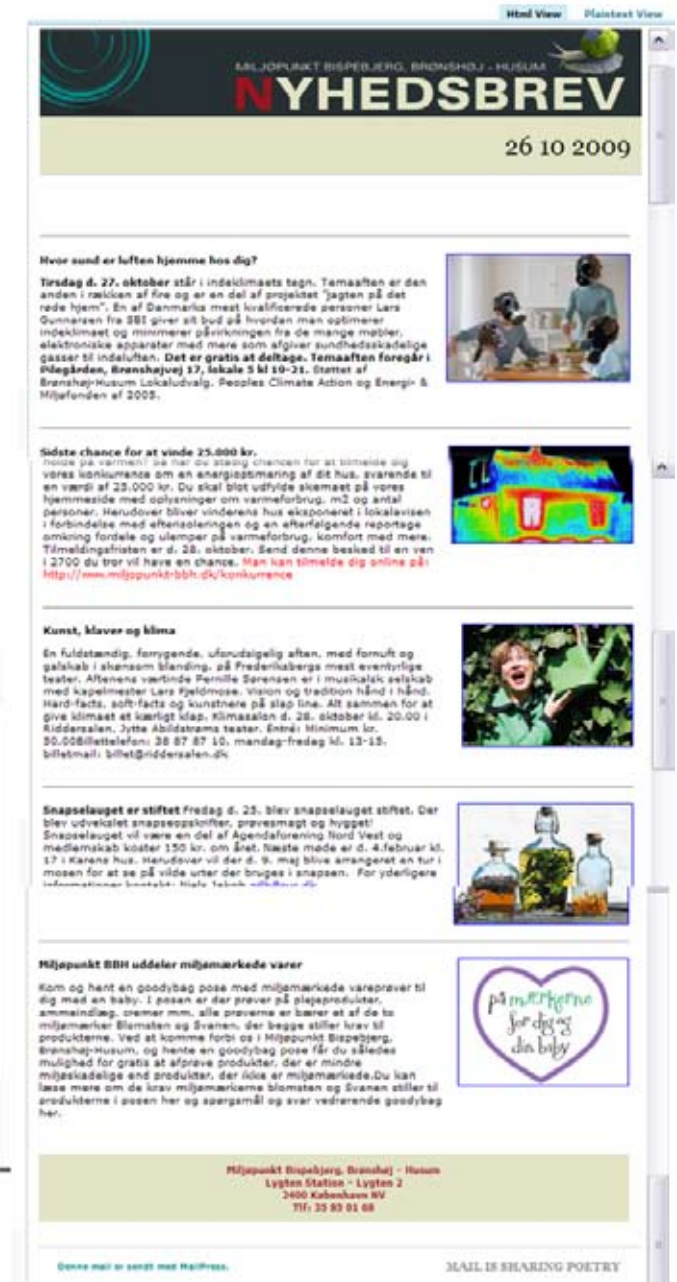 Html View Plaintext View
MILJØPUNKT BISPEBJERG, BRØNSHØJ - HUSUM
NYHEDSBREV
26 10 2009
Hvor sund er luften hjemme hos dig?
Tirsdag d. 27. oktober står i indeklimaets tegn. Temaaften er den
anden i rækken af fire og er en del af projektet "jagten på det
røde hjem". En af Danmarks mest kvalificerede personer Lars
Gunnarsen fra SBI giver sit bud på hvordan man optimerer
indeklimaet og minimerer påvirkningen fra de mange møbler,
elektroniske apparater med mere som afgiver sundhedsskadelige
gasser til indeluften. Det er gratis at deltage. Temaaften foregår i
Pilegården, Brønshøjvej 17, lokale 5 kl 19-21. Støttet af
Brønshøj-Husum Lokaludvalg, Peoples Climate Action og Energi- &
Miljøfonden af 2005.
Sidste chance for at vinde 25.000 kr.
holde på varmen? Så har du stadig chancen for at tilmelde dig
vores konkurrence om en energioptimering af dit hus, svarende til
en værdi af 25.000 kr. Du skal blot udfylde skemaet på vores
hjemmeside med oplysninger om varmeforbrug, m2 og antal
personer. Herudover bliver vinderens hus eksponeret i lokalavisen
i forbindelse med efterisoleringen og en efterfølgende reportage
omkring fordele og ulemper på varmeforbrug, komfort med mere.
Tilmeldingsfristen er d. 28. oktober. Send denne besked til en ven
i 2700 du tror vil have en chance. Man kan tilmelde dig online på:
http://www.miljopunkt-bbh.dk/konkurrence
Kunst, klaver og klima
En fuldstændig, forrygende, uforudsigelig aften, med fornuft og
galskab i skønsom blanding, på Frederiksbergs mest eventyrlige
teater. Aftenens værtinde Pernille Sørensen er i musikalsk selskab
med kapelmester Lars Fjeldmose. Vision og tradition hånd i hånd.
Hard-facts, soft-facts og kunstnere på slap line. Alt sammen for at
give klimaet et kærligt klap. Klimasalon d. 28. oktober kl. 20.00 i
Riddersalen, Jytte Abildstrøms teater. Entré: Minimum kr.
50,00Billettelefon: 38 87 87 10, mandag-fredag kl. 13-15,
billetmail: billet@riddersalen.dk
Snapselauget er stiftet Fredag d. 25. blev snapselauget stiftet. Der
blev udvekslet snapseopskrifter, prøvesmagt og hygget!
Snapselauget vil være en del af Agendaforening Nord Vest og
medlemskab koster 150 kr. om året. Næste møde er d. 4.februar kl.
17 i Karens hus. Herudover vil der d. 9. maj blive arrangeret en tur i
mosen for at se på vilde urter der bruges i snapsen. For yderligere
informationer kontakt: Niels Jakob
Miljøpunkt BBH uddeler miljømærkede varer
Kom og hent en goodybag pose med miljømærkede vareprøver til
dig med en baby. I posen er der prøver på plejeprodukter,
ammeindlæg, cremer mm. alle prøverne er bærer et af de to
miljømærker Blomsten og Svanen, der begge stiller krav til
produkterne. Ved at komme forbi os i Miljøpunkt Bispebjerg,
Brønshøj-Husum, og hente en goodybag pose får du således
mulighed for gratis at afprøve produkter, der er mindre
miljøskadelige end produkter, der ikke er miljømærkede.Du kan
læse mere om de krav miljømærkerne blomsten og Svanen stiller til
produkterne i posen her og spørgsmål og svar vedrørende goodybag
her.
på mærkerne
for dig og
din baby
Miljøpunkt Bispebjerg, Brønshøj - Husum
Lygten Station - Lygten 2
2400 København NV
Tlf:
Denne mail er sendt med MailPress.
MAIL IS SHARING POETRY